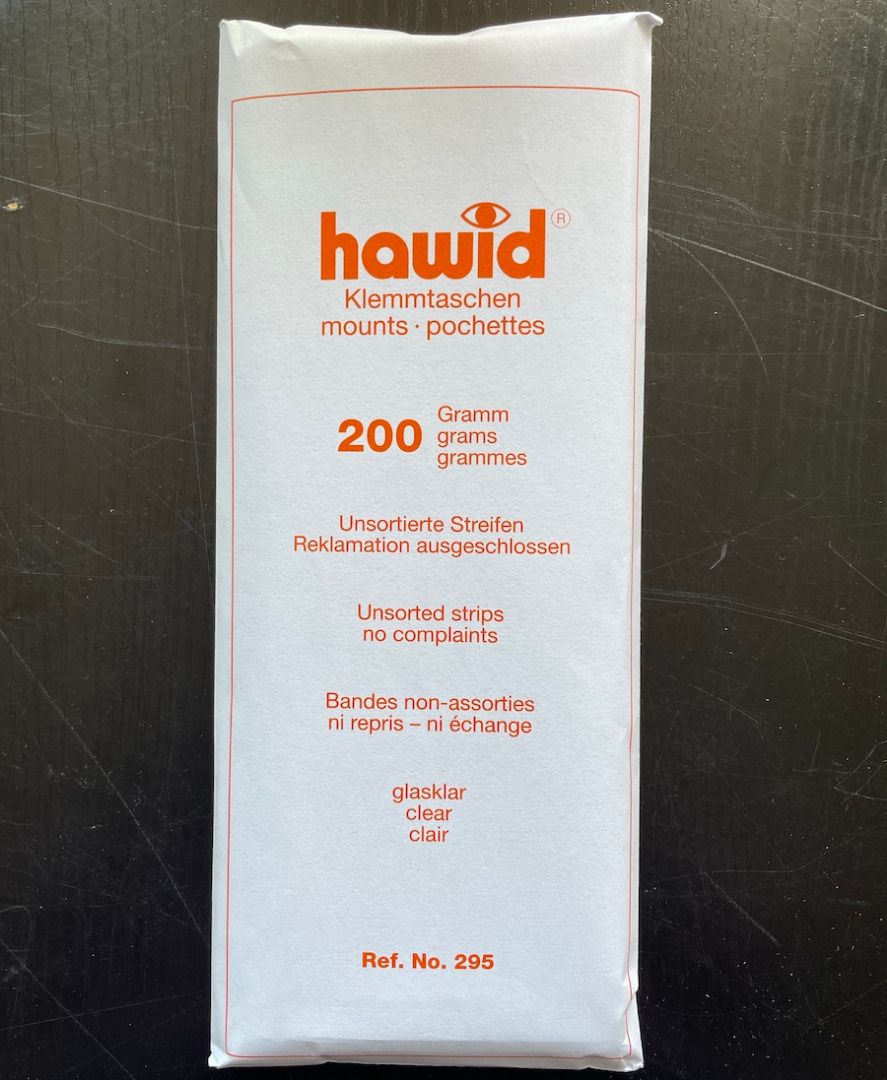 hawid®
Klemmtaschen
mounts · pochettes
200 Gramm
grams
grammes
Unsortierte Streifen
Reklamation ausgeschlossen
Unsorted strips
no complaints
Bandes non-assorties
ni repris – ni échange
glasklar
clear
clair
Ref. No. 295